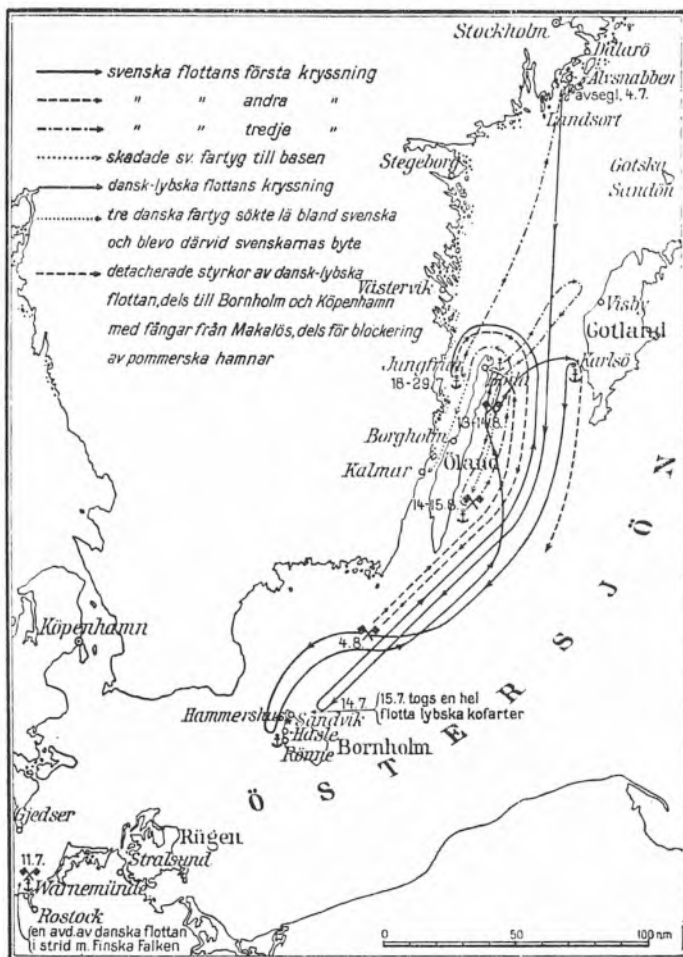 Stockholm
Dalarö
Älvsnabben
avsegl. 4.7.
Landsort
svenska flottans första kryssning
" " andra "
" " tredje "
skadade sv. fartyg till basen
dansk-lybska flottans kryssning
tre danska fartyg sökte lä bland svenska
och blevo därvid svenskarnas byte
detacherade styrkor av dansk-lybska
flottan, dels till Bornholm och Köpenhamn
med fångar från Makalös, dels för blockering
av pommerska hamnar
Stegeborg
Gotska
Sandön
Västervik
Visby
Gotland
Jungfrun
18-29.7.
Karlsö
13-14.8.
Borgholm
Öland
Kalmar
14-15.8.
ÖSTERSJÖN
Köpenhamn
4.8.
14.7.
15.7. togs en hel
flotta lybska kofarter
Hammershus
Sandvik
Hasle
Rönne
Bornholm
Gjedser
Rügen
Stralsund
11.7.
Warnemünde
Rostock
(en avd. av danska flottan
i strid m. Finska Falken
0 50 100 nm